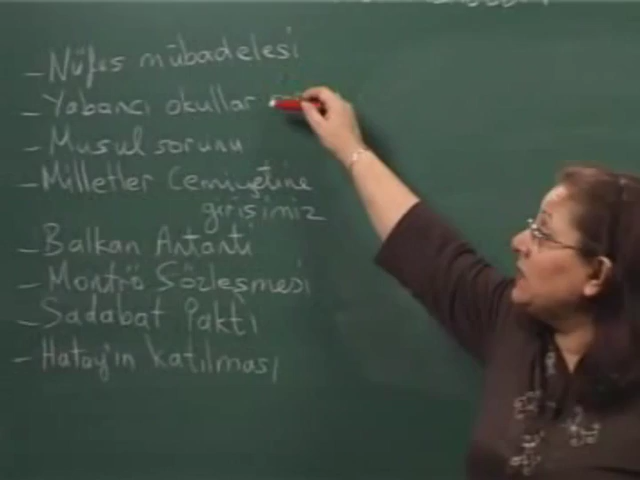 - Nüfus mübadelesi
- Yabancı okullar
- Musul sorunu
- Milletler Cemiyetine
girişimiz
- Balkan Antantı
- Montrö Sözleşmesi
- Sadabat Paktı
- Hatay'ın katılması